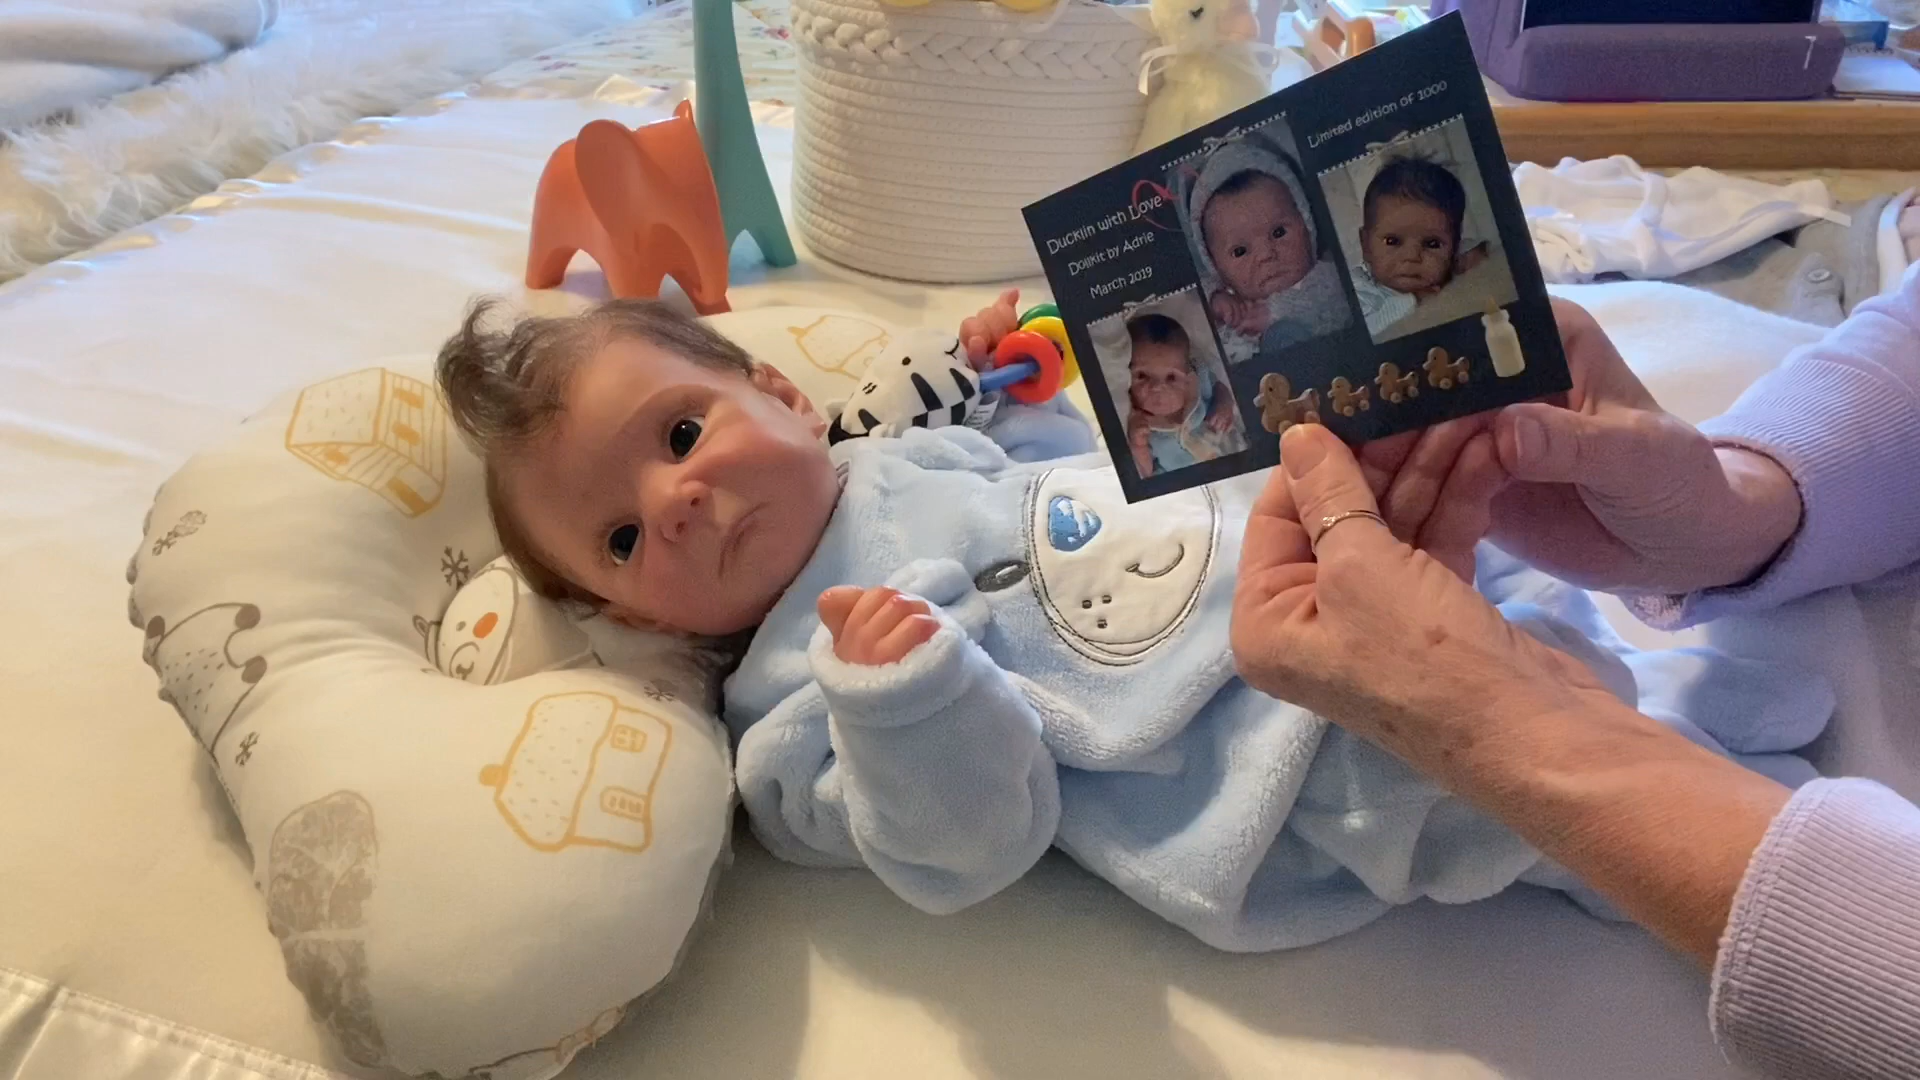 Ducklin with Love
Dollkit by Adrie
March 2019
Limited edition of 1000